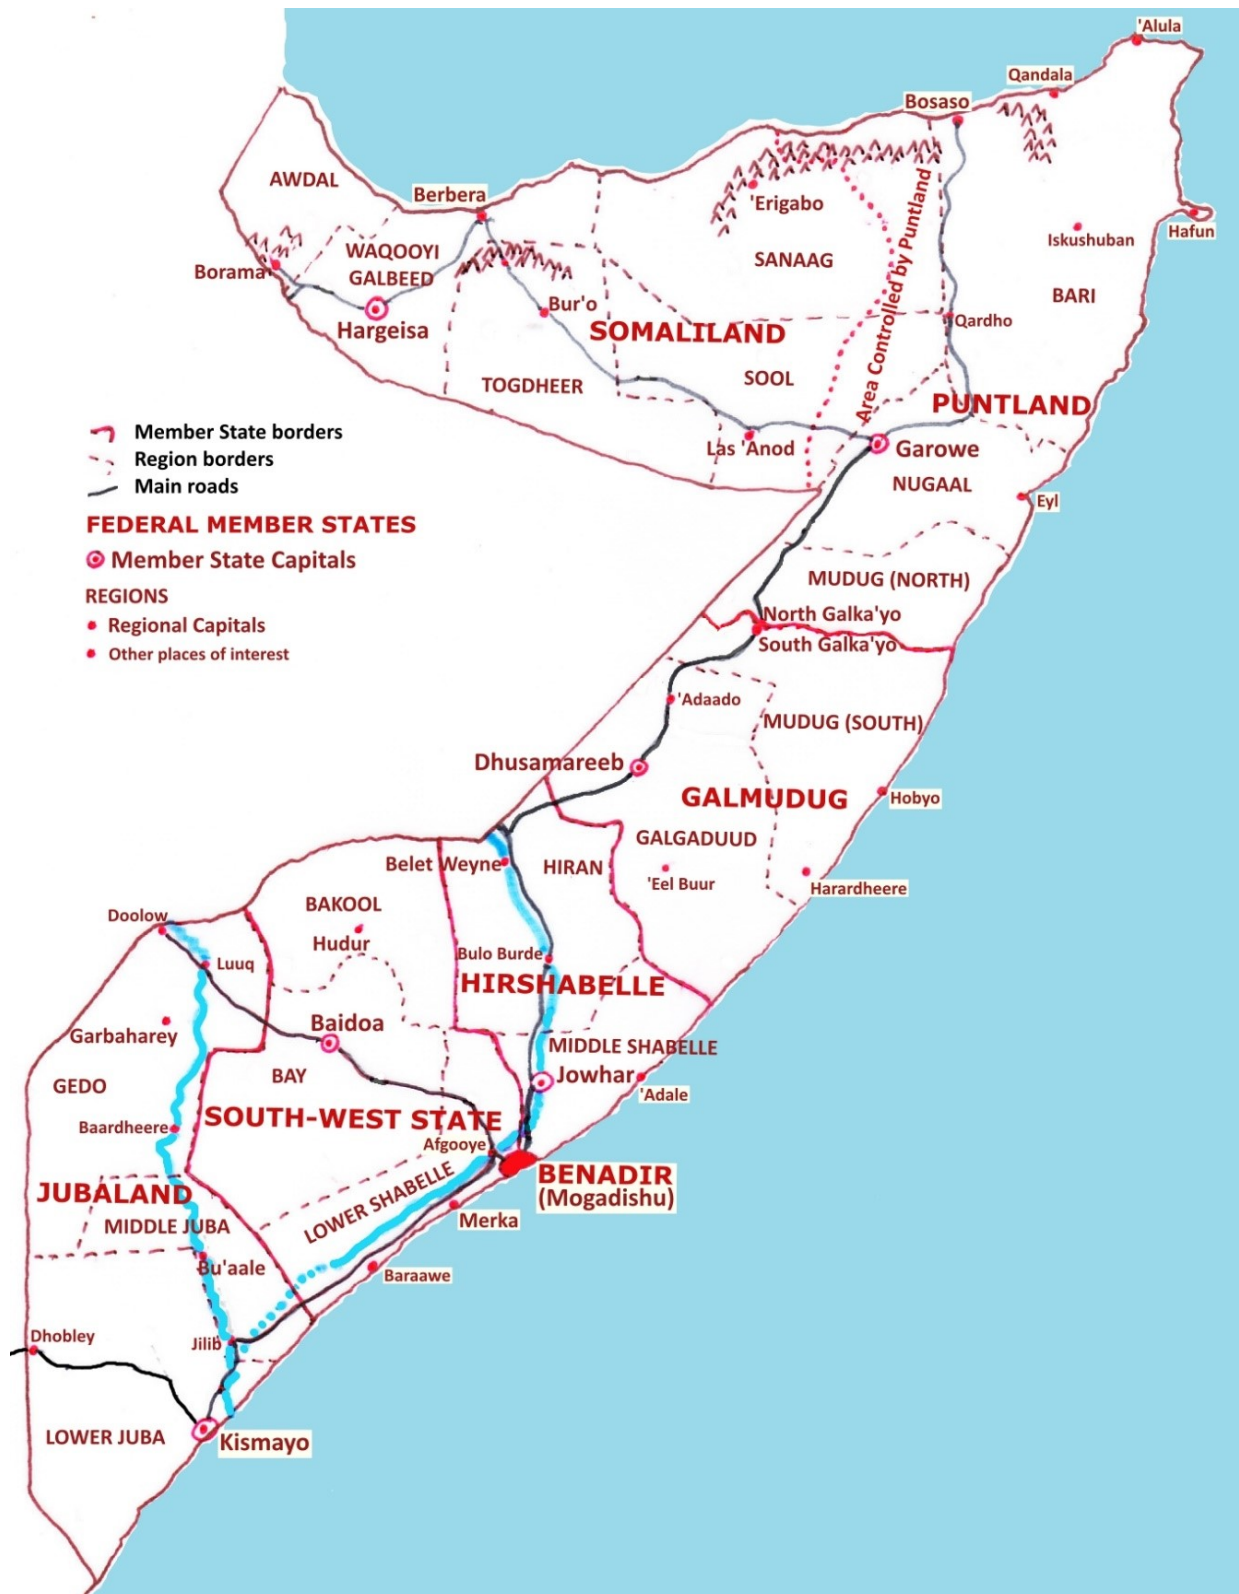 'Alula
Qandala
Bosaso
AWDAL
Berbera
'Erigabo
Area Controlled by Puntland
Hafun
Iskushuban
WAQOOYI
GALBEED
SANAAG
Borama
BARI
Bur'o
Hargeisa
SOMALILAND
Qardho
TOGDHEER
SOOL
PUNTLAND
Las 'Anod
Garowe
NUGAAL
Eyl
Member State borders
Region borders
Main roads
FEDERAL MEMBER STATES
Member State Capitals
REGIONS
Regional Capitals
Other places of interest
MUDUG (NORTH)
North Galka'yo
South Galka'yo
'Adaado
MUDUG (SOUTH)
Dhusamareeb
GALMUDUG
Hobyo
GALGADUUD
Belet Weyne
HIRAN
'Eel Buur
Harardheere
BAKOOL
Doolow
Hudur
Bulo Burde
Luuq
HIRSHABELLE
Baidoa
Garbaharey
MIDDLE SHABELLE
BAY
Jowhar
GEDO
'Adale
SOUTH-WEST STATE
Baardheere
Afgooye
BENADIR
(Mogadishu)
JUBALAND
LOWER SHABELLE
MIDDLE JUBA
Merka
Bu'aale
Baraawe
Dhobley
Jilib
LOWER JUBA
Kismayo